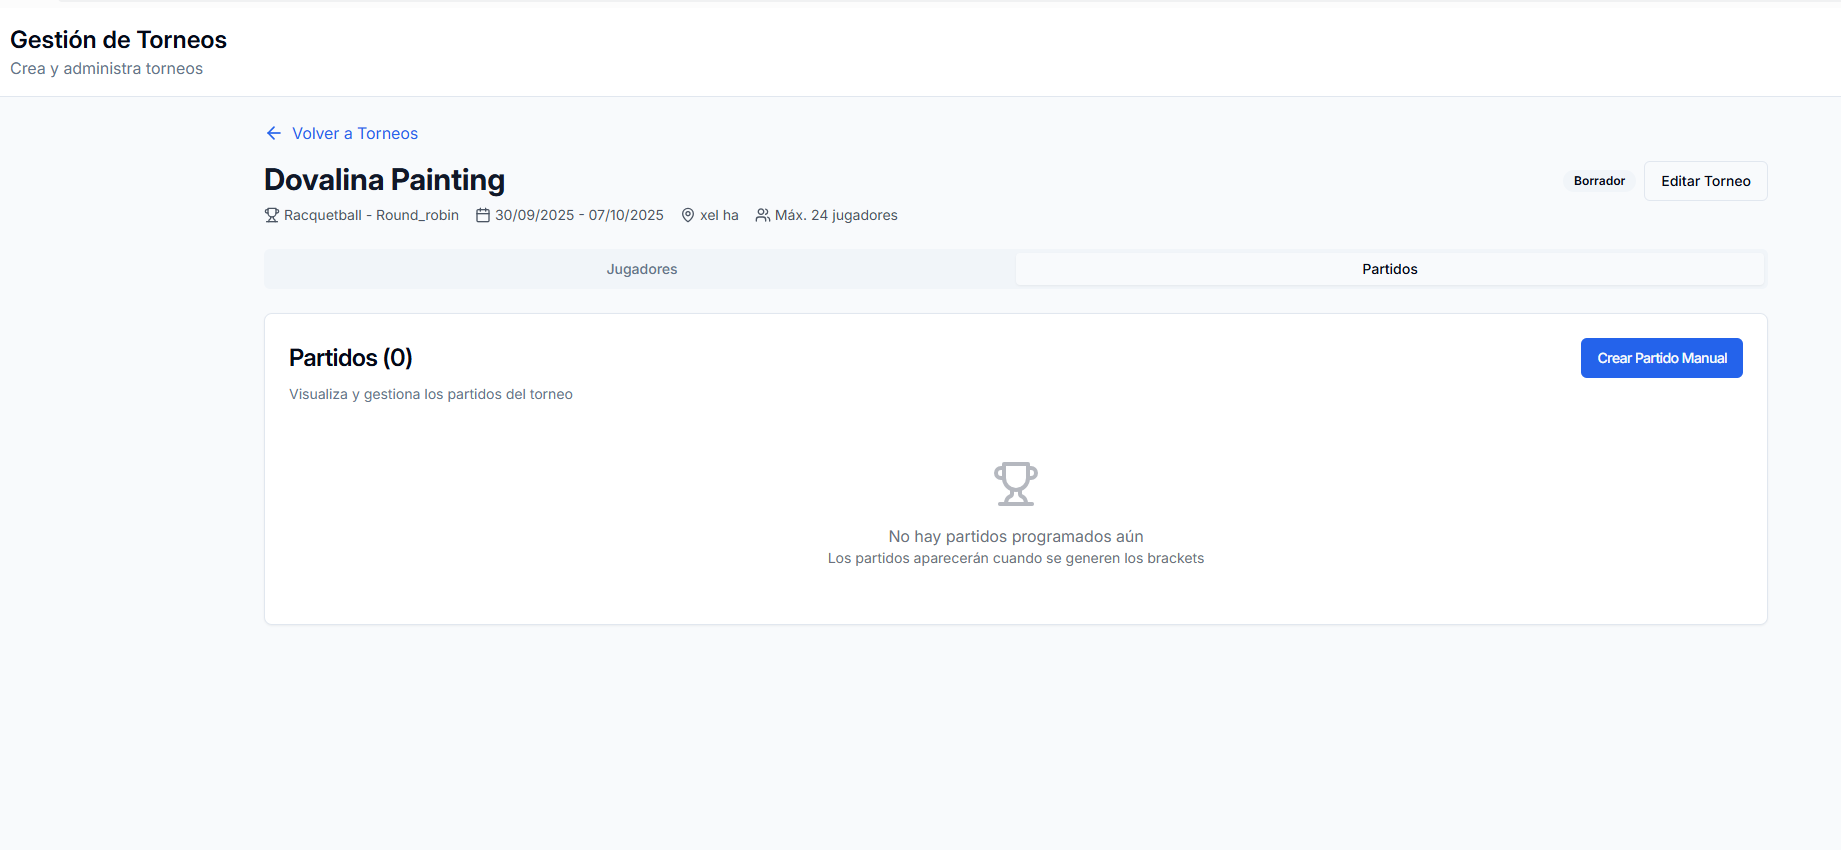 Gestión de Torneos
Crea y administra torneos
Volver a Torneos
Dovalina Painting
Borrador
Editar Torneo
Racquetball - Round_robin
30/09/2025 - 07/10/2025
xel ha
Máx. 24 jugadores
Jugadores
Partidos
Partidos (0)
Crear Partido Manual
Visualiza y gestiona los partidos del torneo
No hay partidos programados aún
Los partidos aparecerán cuando se generen los brackets